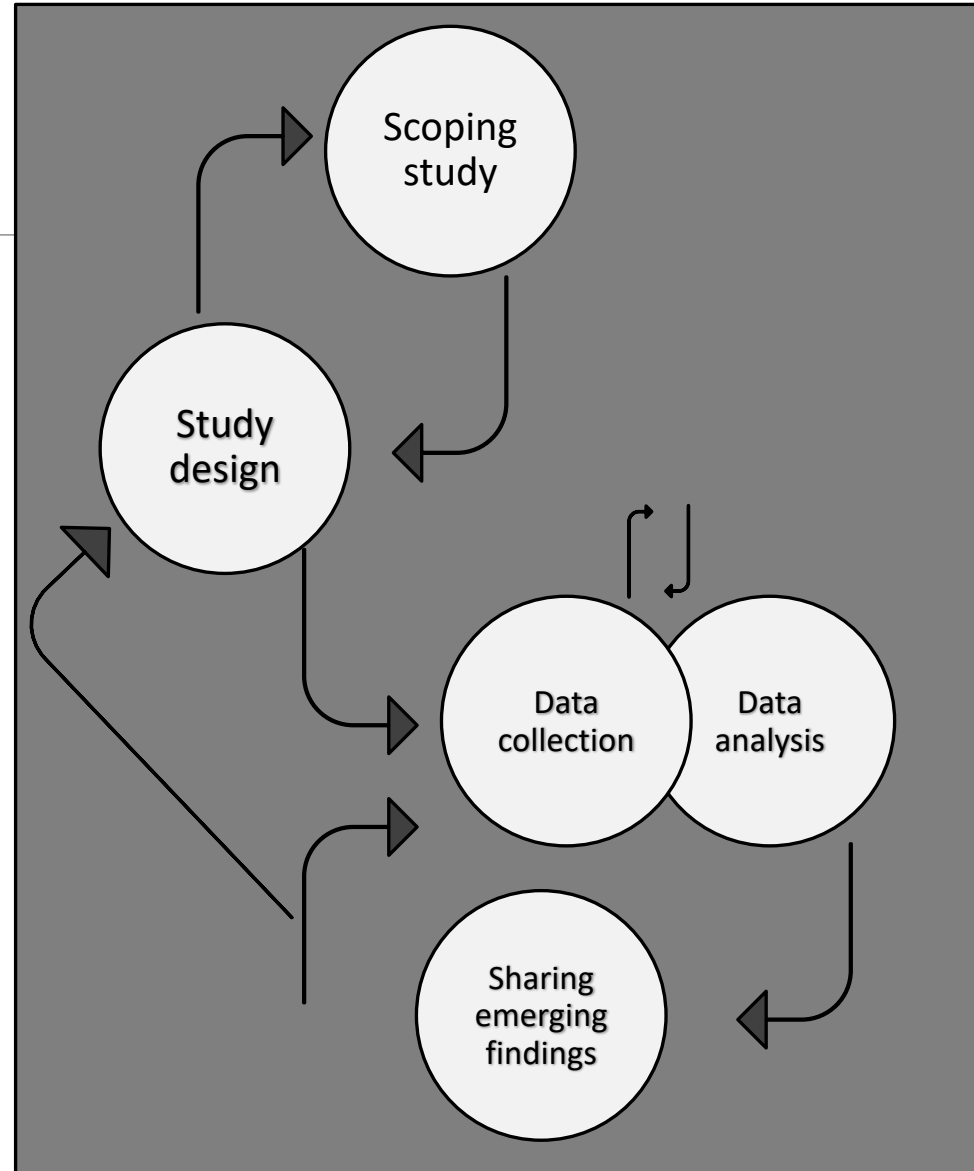 Scoping
study
Study
design
Data
collection
Data
analysis
Sharing
emerging
findings